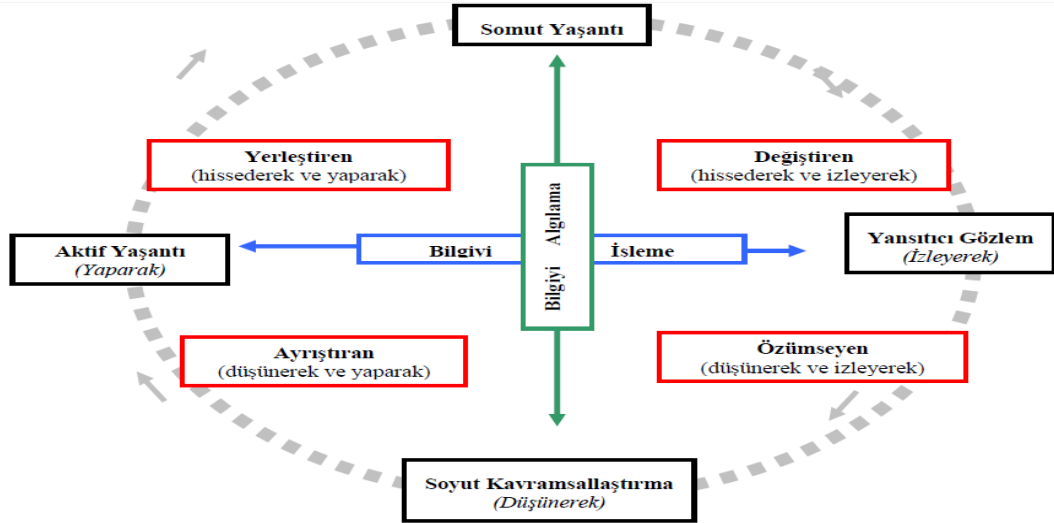 Somut Yaşantı
Yerleştiren
(hissederek ve yaparak)
Değiştiren
(hissederek ve izleyerek)
Aktif Yaşantı
(Yaparak)
Bilgivi
İşleme
Bilgiyi Algılama
Yansıtıcı Gözlem
(İzleyerek)
Ayrıştıran
(düşünerek ve yaparak)
Özümseyen
(düşünerek ve izleyerek)
Soyut Kavramsallaştırma
(Düşünerek)